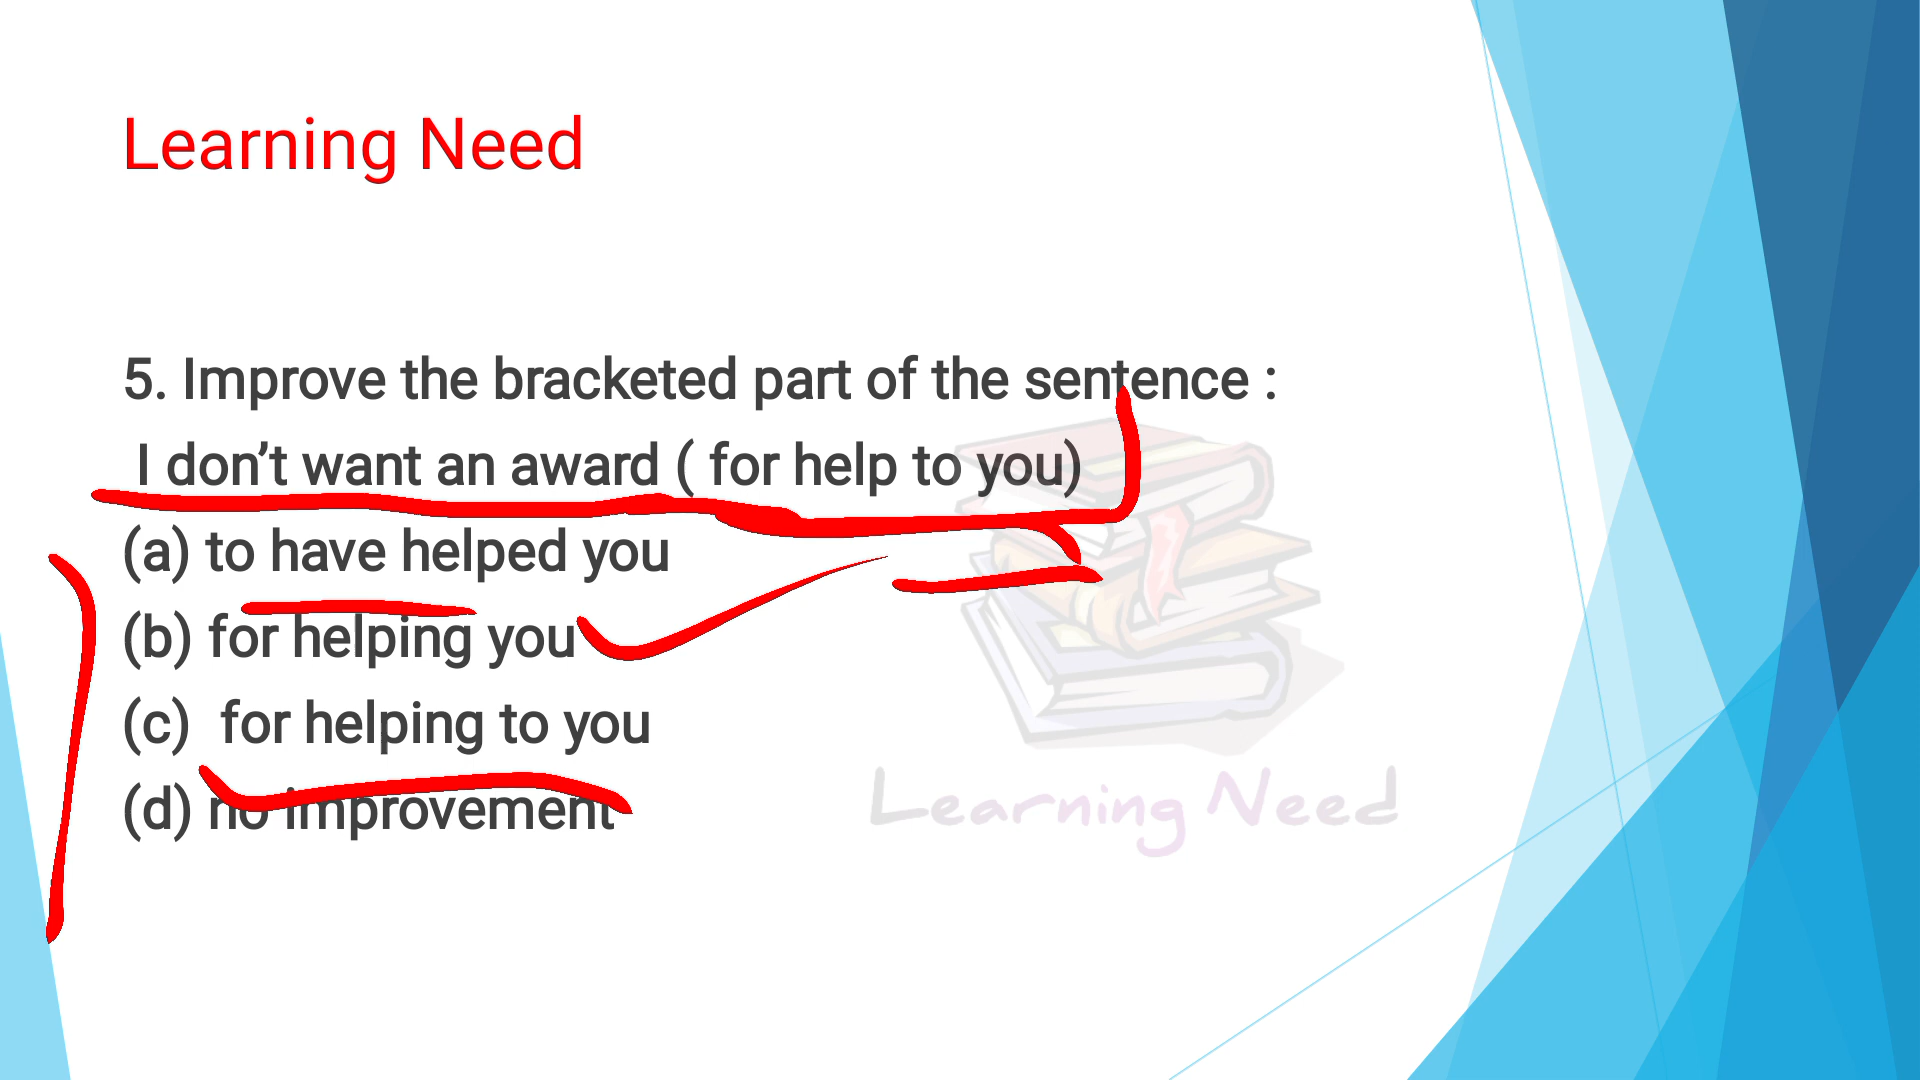 Learning Need
5. Improve the bracketed part of the sentence :
I don’t want an award ( for help to you)
(a) to have helped you
(b) for helping you
(c) for helping to you
(d) no improvement
Learning Need